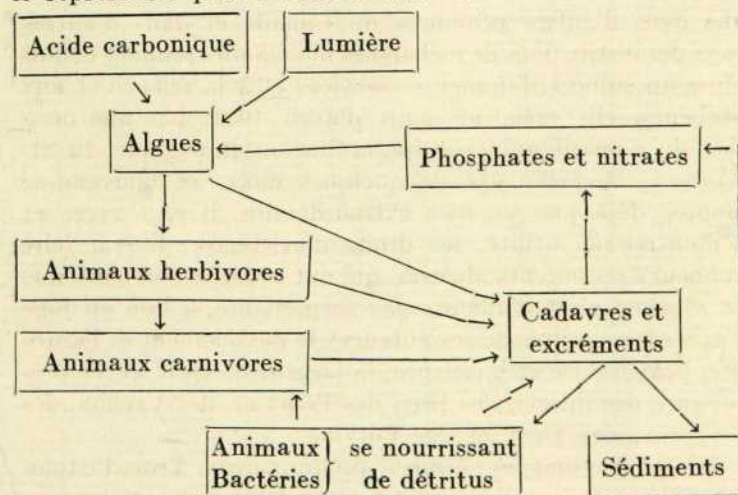 Acide carbonique
Lumière
Algues
Phosphates et nitrates
Animaux herbivores
Cadavres et
excréments
Animaux carnivores
Animaux
Bactéries
se nourrissant
de détritus
Sédiments